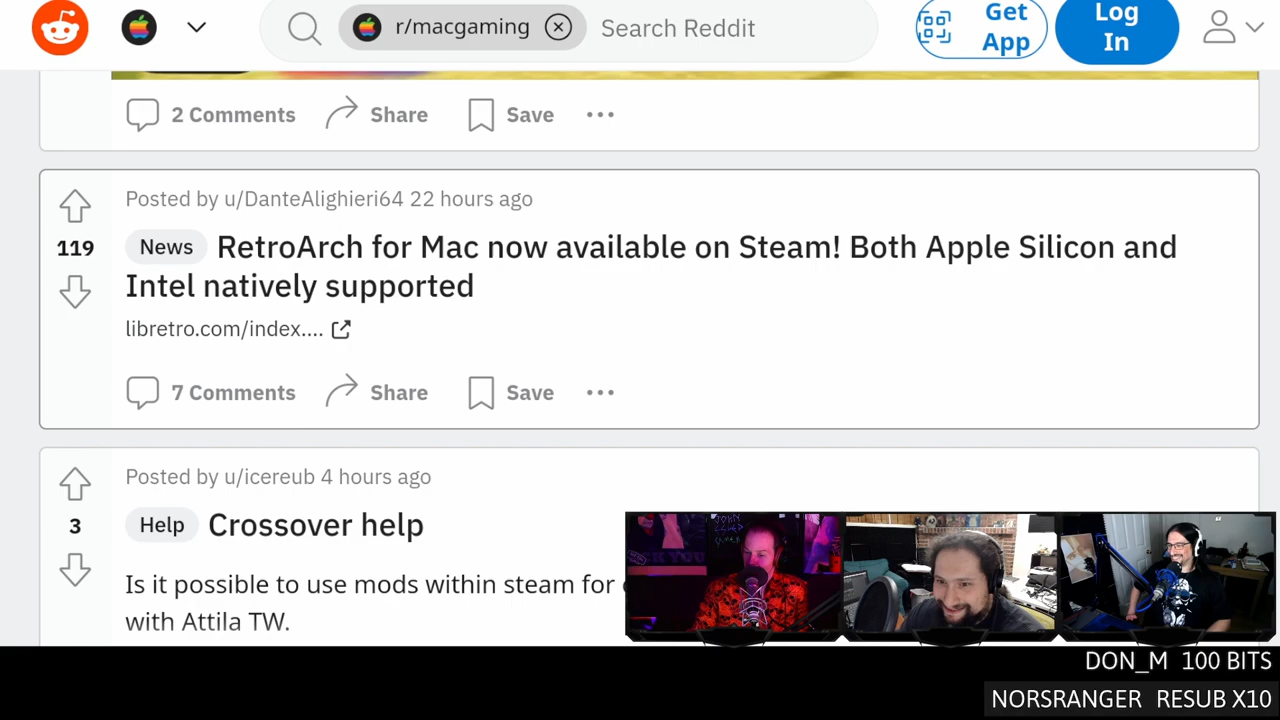 r/macgaming
Search Reddit
Get App
Log In
2 Comments
Share
Save
Posted by u/DanteAlighieri64 22 hours ago
119
News
RetroArch for Mac now available on Steam! Both Apple Silicon and
Intel natively supported
libretro.com/index....
7 Comments
Share
Save
Posted by u/icereub 4 hours ago
3
Help
Crossover help
Is it possible to use mods within steam for
with Attila TW.
DON_M 100 BITS
NORSRANGER RESUB X10